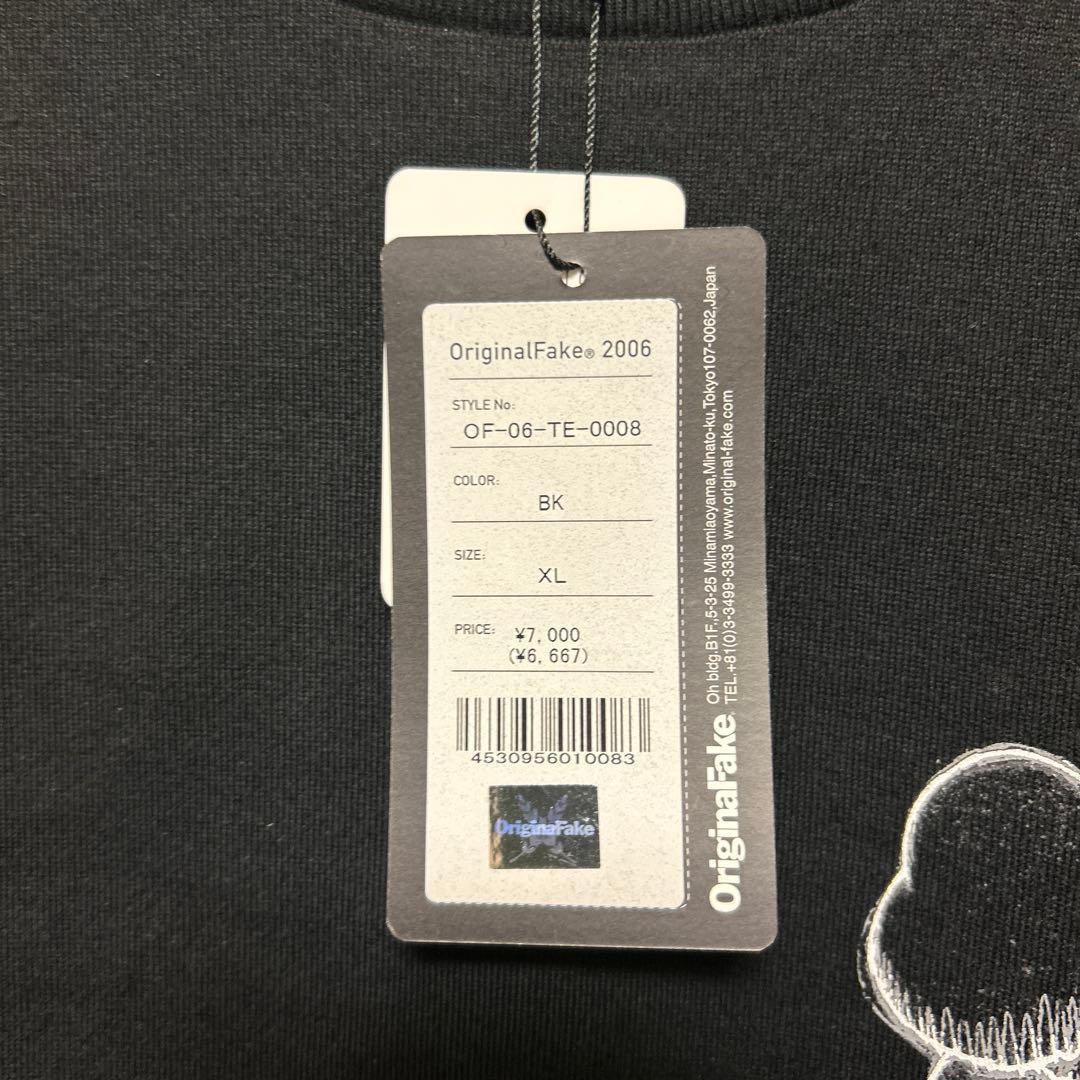 OriginalFake® 2006
STYLE No:
OF-06-TE-0008
COLOR:
BK
SIZE:
XL
PRICE:
¥7,000
(¥6,667)
4530956010083
OriginalFake
OriginalFake
Oh bldg.B1F,5-3-25 Minamiaoyama,Minato-ku,Tokyo107-0062,Japan
TEL.+81(0)3-3499-3333 www.original-fake.com